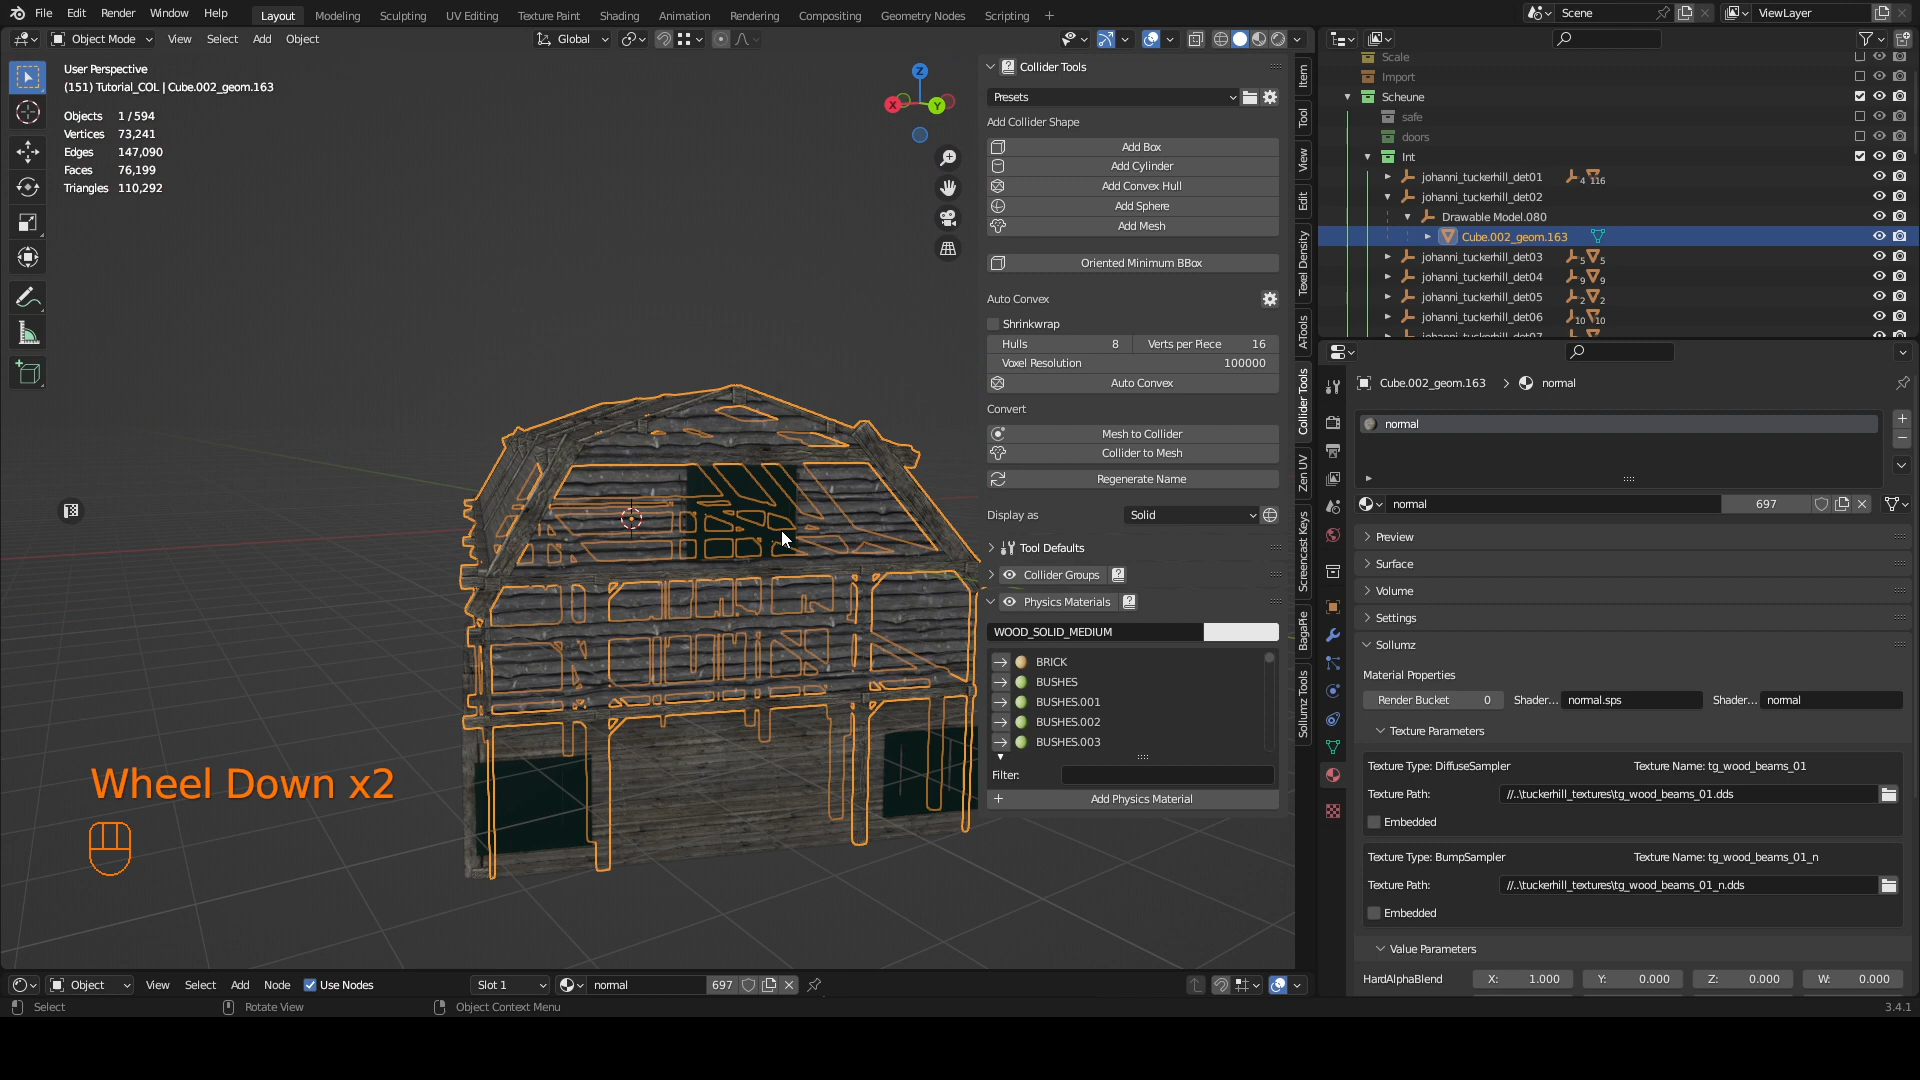 File Edit Render Window Help Layout Modeling Sculpting UV Editing Texture Paint Shading Animation Rendering Compositing Geometry Nodes Scripting + Scene ViewLayer
Object Mode View Select Add Object Global
User Perspective
(151) Tutorial_COL | Cube.002_geom.163
Objects 1 / 594
Vertices 73,241
Edges 147,090
Faces 76,199
Triangles 110,292
Z
X
Y
Collider Tools
Presets
Add Collider Shape
Add Box
Add Cylinder
Add Convex Hull
Add Sphere
Add Mesh
Oriented Minimum BBox
Auto Convex
Shrinkwrap
Hulls 8 Verts per Piece 16
Voxel Resolution 100000
Auto Convex
Convert
Mesh to Collider
Collider to Mesh
Regenerate Name
Display as Solid
Tool Defaults
Collider Groups
Physics Materials
WOOD_SOLID_MEDIUM
BRICK
BUSHES
BUSHES.001
BUSHES.002
BUSHES.003
Filter:
Add Physics Material
Item
Tool
View
Edit
Texel Density
A-Tools
Collider Tools
Zen UV
Screencast Keys
BagaPie
Sollumz Tools
Scale
Import
Scheune
safe
doors
Int
johanni_tuckerhill_det01 4 116
johanni_tuckerhill_det02
Drawable Model.080
Cube.002_geom.163
johanni_tuckerhill_det03 5 5
johanni_tuckerhill_det04 9 9
johanni_tuckerhill_det05 2 2
johanni_tuckerhill_det06 10 10
Cube.002_geom.163 > normal
normal
normal 697
Preview
Surface
Volume
Settings
Sollumz
Material Properties
Render Bucket 0 Shader... normal.sps Shader... normal
Texture Parameters
Texture Type: DiffuseSampler Texture Name: tg_wood_beams_01
Texture Path: //..\tuckerhill_textures\tg_wood_beams_01.dds
Embedded
Texture Type: BumpSampler Texture Name: tg_wood_beams_01_n
Texture Path: //..\tuckerhill_textures\tg_wood_beams_01_n.dds
Embedded
Value Parameters
HardAlphaBlend X: 1.000 Y: 0.000 Z: 0.000 W: 0.000
Wheel Down x2
Object View Select Add Node Use Nodes Slot 1 normal 697
Select Rotate View Object Context Menu 3.4.1